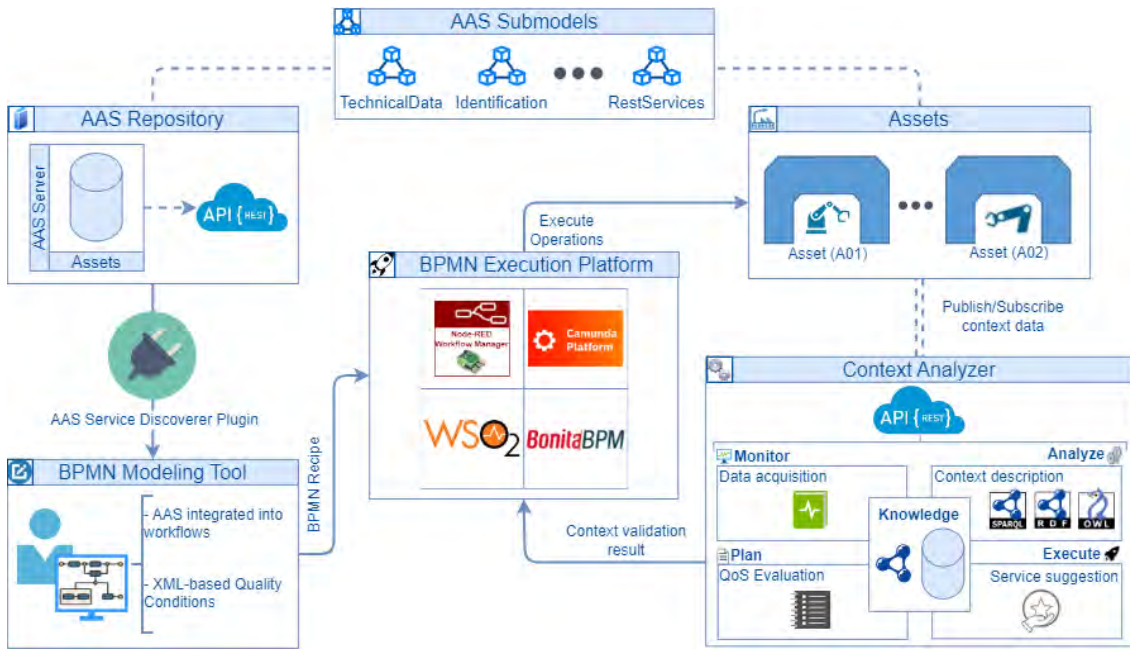 AAS Submodels
TechnicalData
Identification
RestServices
AAS Repository
AAS Server
Assets
API {REST}
AAS Service Discoverer Plugin
BPMN Modeling Tool
- AAS integrated into
workflows
- XML-based Quality
Conditions
BPMN Recipe
BPMN Execution Platform
Node-RED
Workflow Manager
Camunda
Platform
WSO2
BonitaBPM
Execute
Operations
Assets
Asset (A01)
Asset (A02)
Publish/Subscribe
context data
Context Analyzer
API {REST}
Monitor
Data acquisition
Analyze
Context description
SPARQL
RDF
OWL
Knowledge
Plan
QoS Evaluation
Execute
Service suggestion
Context validation
result